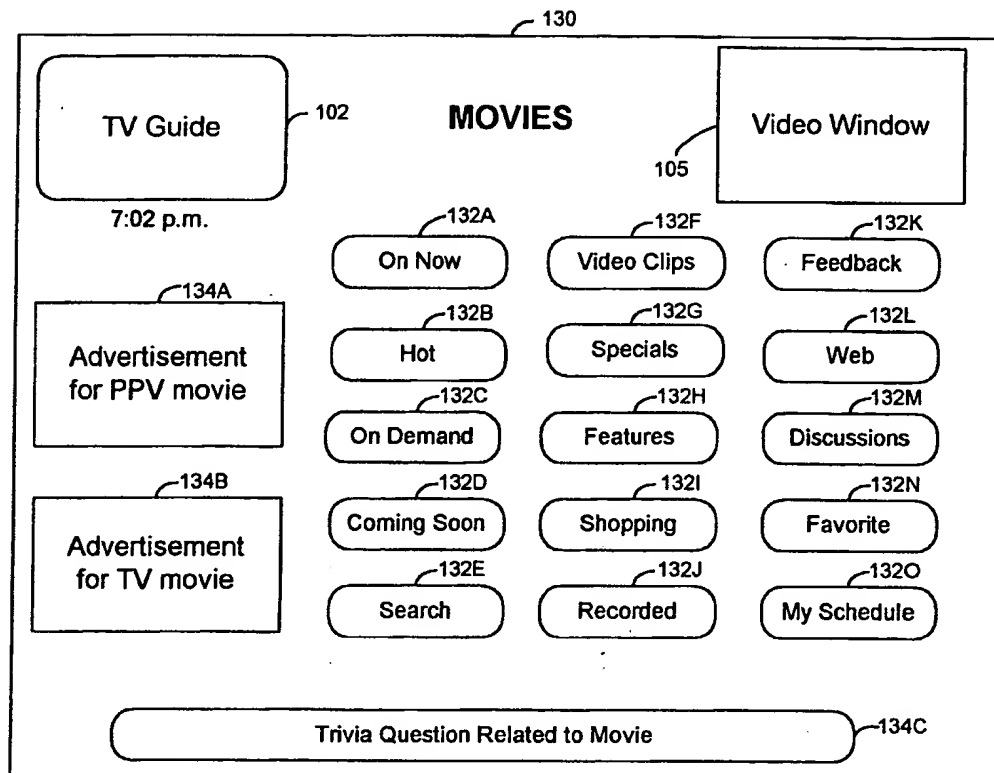 130
TV Guide
102
MOVIES
Video Window
105
7:02 p.m.
132A
132F
132K
On Now
Video Clips
Feedback
134A
132B
132G
132L
Advertisement
for PPV movie
Hot
Specials
Web
132C
132H
132M
On Demand
Features
Discussions
134B
132D
132I
132N
Advertisement
for TV movie
Coming Soon
Shopping
Favorite
132E
132J
132O
Search
Recorded
My Schedule
Trivia Question Related to Movie
134C